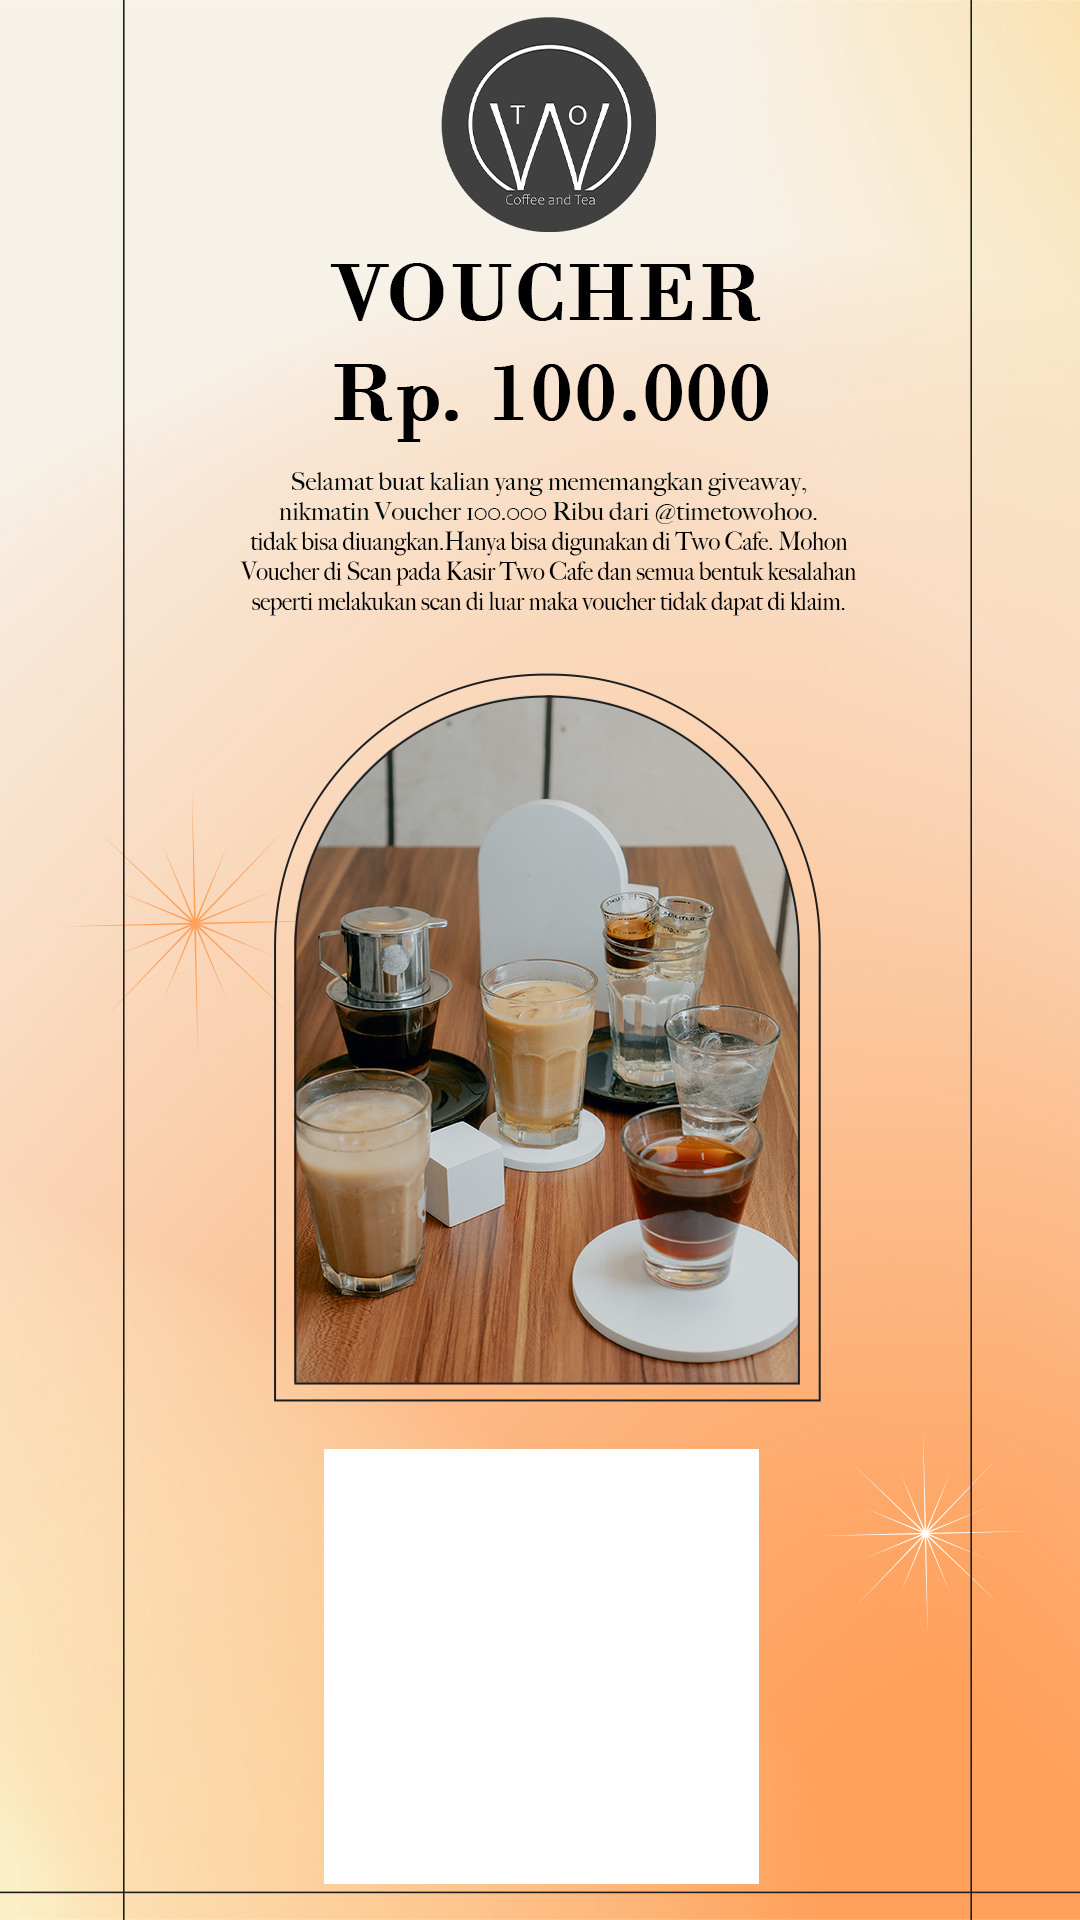 T O
W
Coffee and Tea
VOUCHER
Rp. 100.000
Selamat buat kalian yang mememangkan giveaway,
nikmatin Voucher 100.000 Ribu dari @timetowohoo.
tidak bisa diuangkan.Hanya bisa digunakan di Two Cafe. Mohon
Voucher di Scan pada Kasir Two Cafe dan semua bentuk kesalahan
seperti melakukan scan di luar maka voucher tidak dapat di klaim.